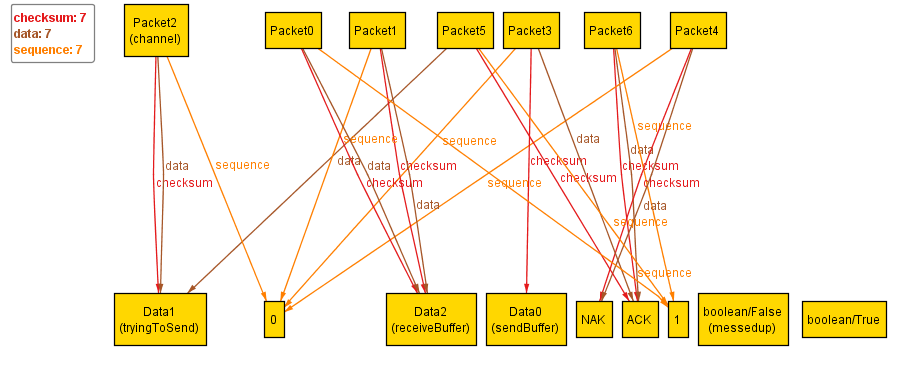 checksum: 7
data: 7
sequence: 7
Packet2
(channel)
Packet0
Packet1
Packet5
Packet3
Packet6
Packet4
sequence
data
sequence
sequence
data
sequence
data
data
checksum
data
checksum
checksum
checksum
data
checksum
checksum
sequence
checksum
data
data
sequence
sequence
Data1
(tryingToSend)
0
Data2
(receiveBuffer)
Data0
(sendBuffer)
NAK
ACK
1
boolean/False
(messedup)
boolean/True